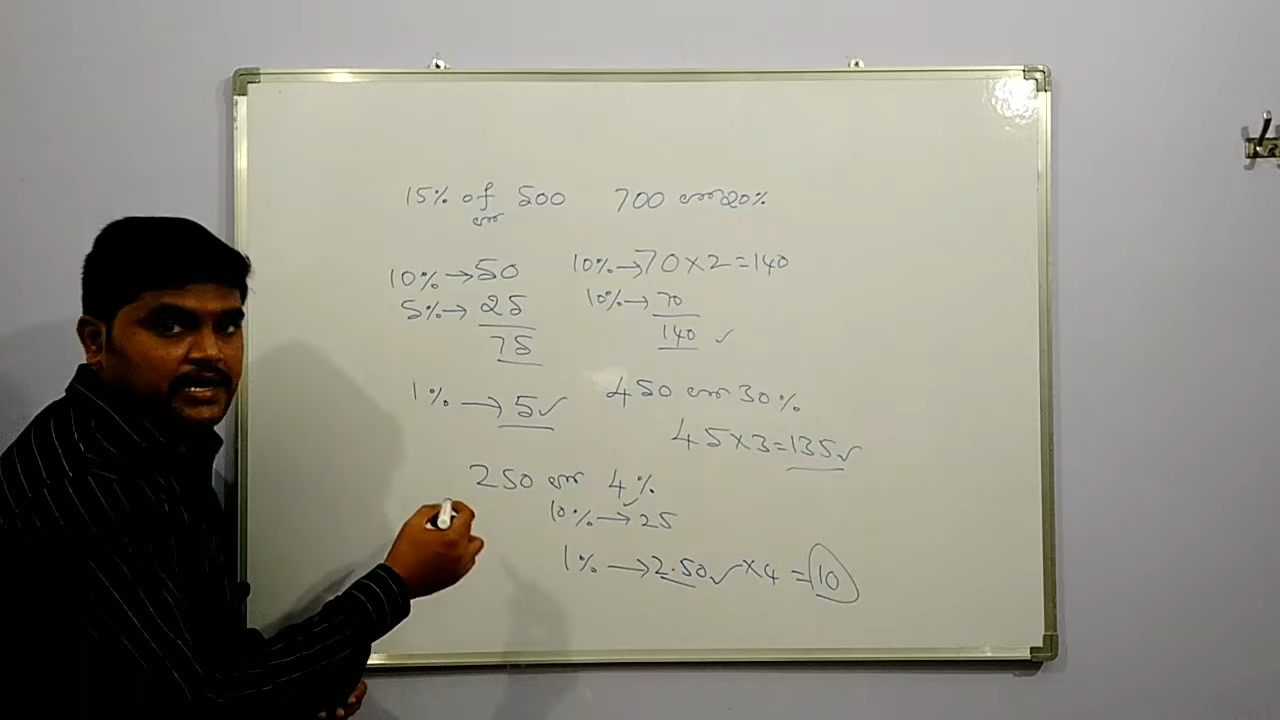 15% of 500
700 20%
10% → 50
5% → 25
75
1% → 5 ✓
10% → 70 × 2 = 140
10% → 70
140 ✓
450 30%
45 × 3 = 135 ✓
250 4%
10% → 25
1% → 2.50 ✓ × 4 = 10